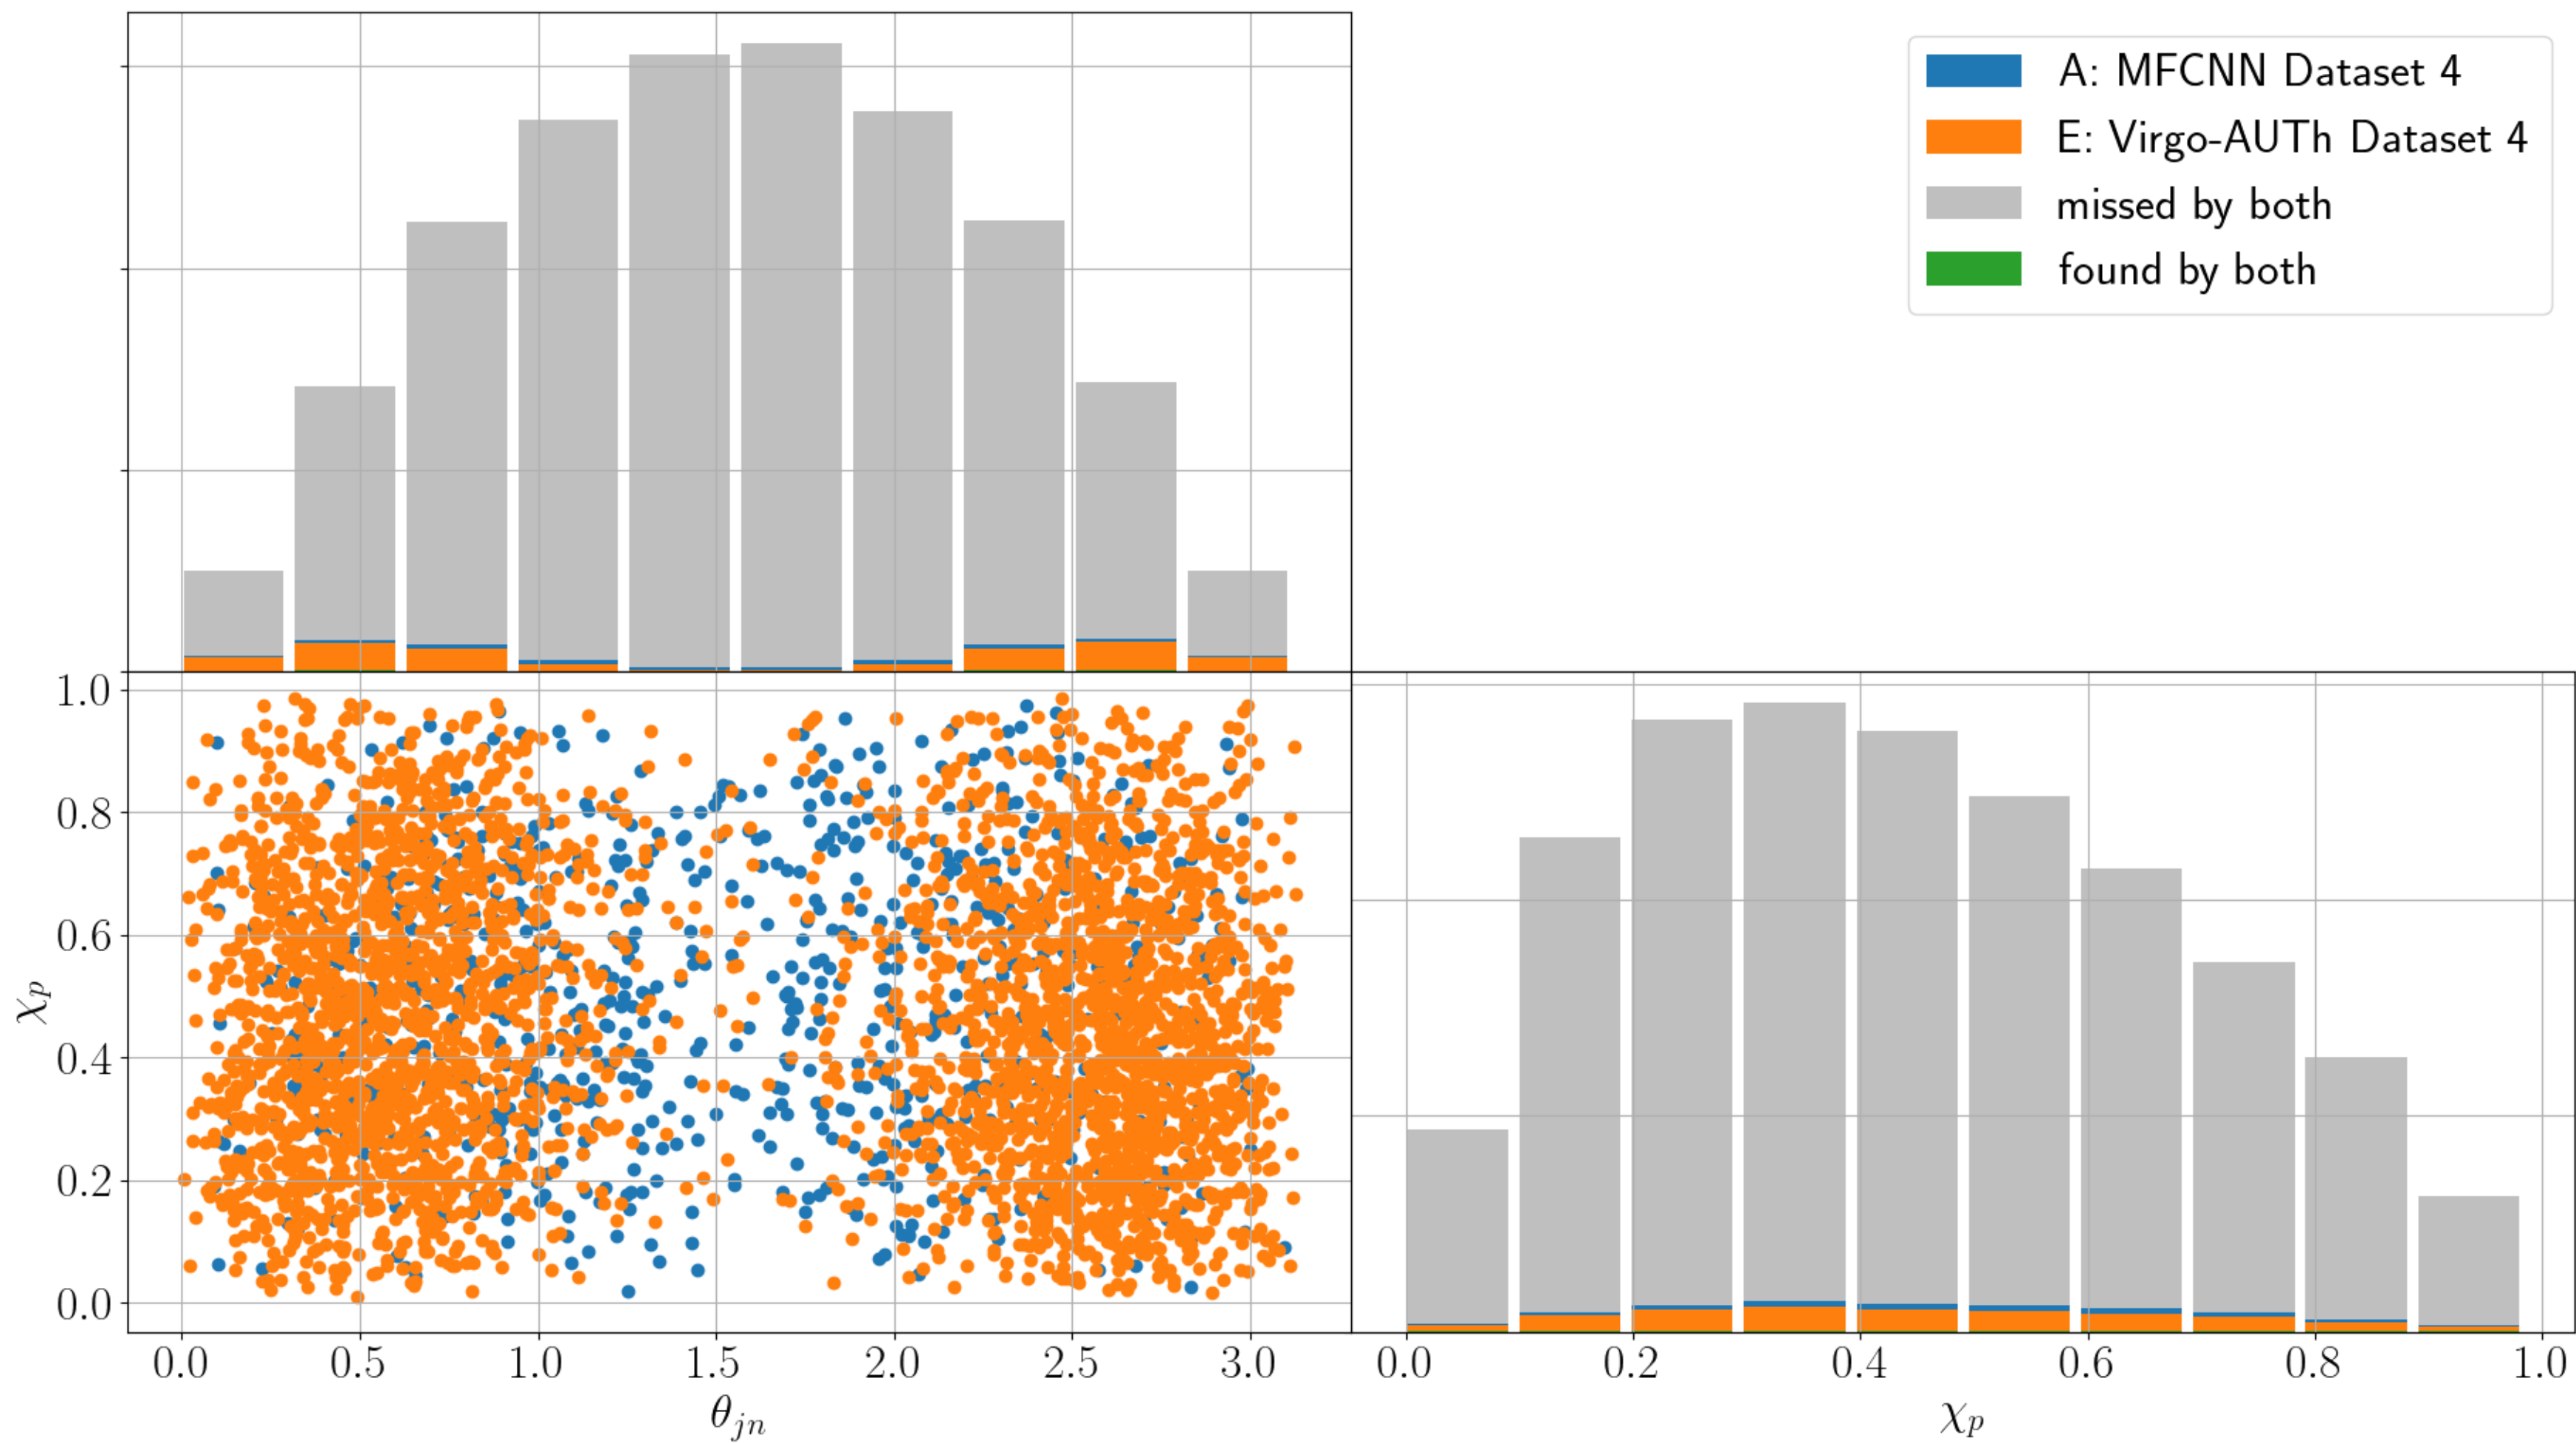 A: MFCNN Dataset 4
E: Virgo-AUTh Dataset 4
missed by both
found by both
1.0
0.8
0.6
0.4
0.2
0.0
χp
0.0 0.5 1.0 1.5 2.0 2.5 3.0
θjn
0.0 0.2 0.4 0.6 0.8 1.0
χp